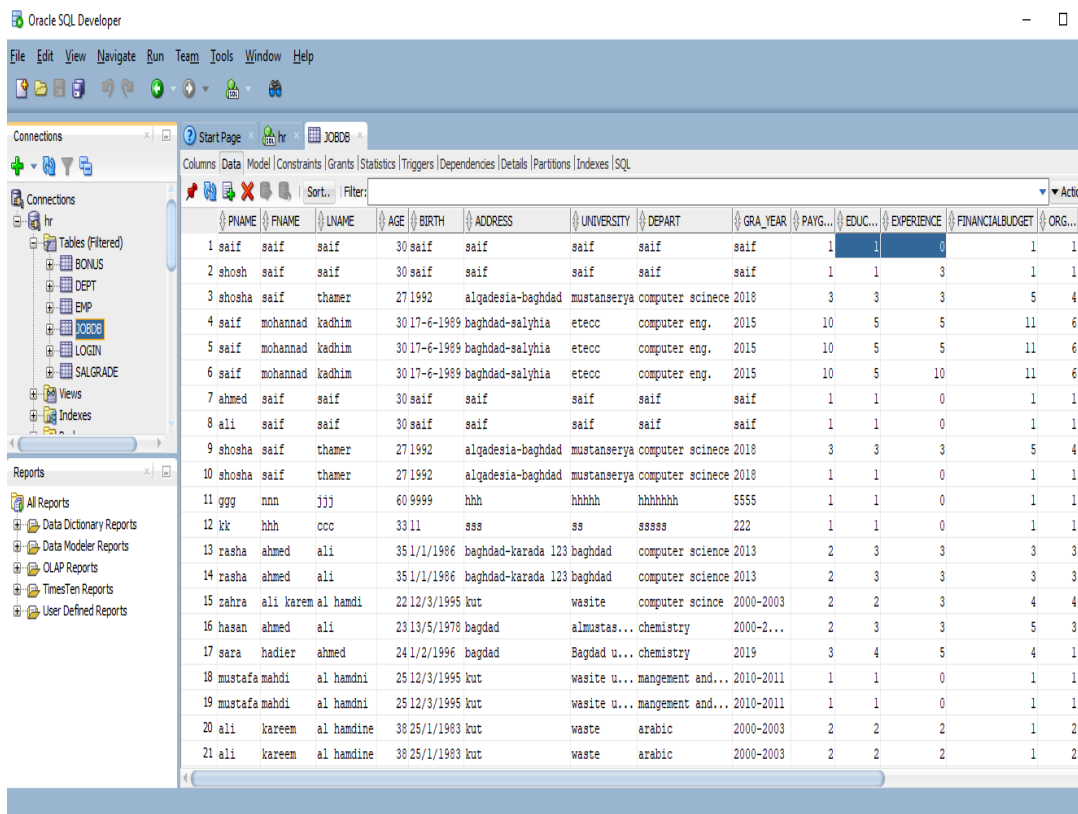 Oracle SQL Developer
File Edit View Navigate Run Team Tools Window Help
Connections
Connections
hr
Tables (Filtered)
BONUS
DEPT
EMP
JOBDB
LOGIN
SALGRADE
Views
Indexes
Reports
All Reports
Data Dictionary Reports
Data Modeler Reports
OLAP Reports
TimesTen Reports
User Defined Reports
Start Page hr JOBDB
Columns Data Model Constraints Grants Statistics Triggers Dependencies Details Partitions Indexes SQL
Sort.. Filter: Actio
PNAME FNAME LNAME AGE BIRTH ADDRESS UNIVERSITY DEPART GRA_YEAR PAYG... EDUC... EXPERIENCE FINANCIALBUDGET ORG...
1 saif saif saif 30 saif saif saif saif saif 1 1 0 1 1
2 shosh saif saif 30 saif saif saif saif saif 1 1 3 1 1
3 shosha saif thamer 27 1992 alqadesia-baghdad mustanserya computer scinece 2018 3 3 3 5 4
4 saif mohannad kadhim 30 17-6-1989 baghdad-salyhia etecc computer eng. 2015 10 5 5 11 6
5 saif mohannad kadhim 30 17-6-1989 baghdad-salyhia etecc computer eng. 2015 10 5 5 11 6
6 saif mohannad kadhim 30 17-6-1989 baghdad-salyhia etecc computer eng. 2015 10 5 10 11 6
7 ahmed saif saif 30 saif saif saif saif saif 1 1 0 1 1
8 ali saif saif 30 saif saif saif saif saif 1 1 0 1 1
9 shosha saif thamer 27 1992 alqadesia-baghdad mustanserya computer scinece 2018 3 3 3 5 4
10 shosha saif thamer 27 1992 alqadesia-baghdad mustanserya computer scinece 2018 1 1 0 1 1
11 ggg nnn jjj 60 9999 hhh hhhhh hhhhhhh 5555 1 1 0 1 1
12 kk hhh ccc 33 11 sss ss sssss 222 1 1 0 1 1
13 rasha ahmed ali 35 1/1/1986 baghdad-karada 123 baghdad computer science 2013 2 3 3 3 3
14 rasha ahmed ali 35 1/1/1986 baghdad-karada 123 baghdad computer science 2013 2 3 3 3 3
15 zahra ali karem al hamdi 22 12/3/1995 kut wasite computer scince 2000-2003 2 2 3 4 4
16 hasan ahmed ali 23 13/5/1978 bagdad almustas... chemistry 2000-2... 2 3 3 5 3
17 sara hadier ahmed 24 1/2/1996 bagdad Bagdad u... chemistry 2019 3 4 5 4 1
18 mustafa mahdi al hamdni 25 12/3/1995 kut wasite u... mangement and... 2010-2011 1 1 0 1 1
19 mustafa mahdi al hamdni 25 12/3/1995 kut wasite u... mangement and... 2010-2011 1 1 0 1 1
20 ali kareem al hamdine 38 25/1/1983 kut waste arabic 2000-2003 2 2 2 1 2
21 ali kareem al hamdine 38 25/1/1983 kut waste arabic 2000-2003 2 2 2 1 2